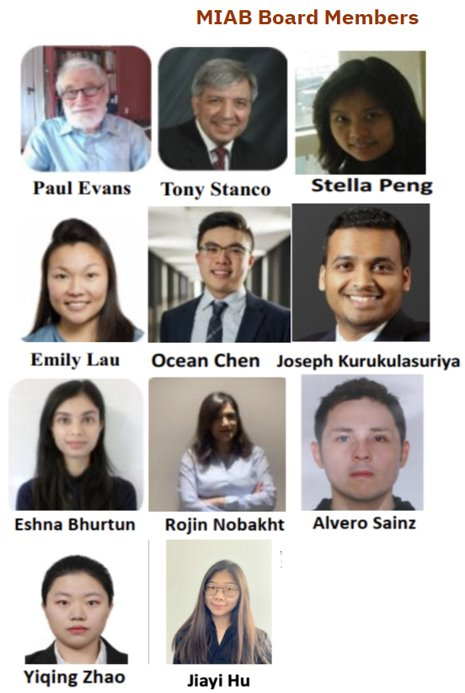 MIAB Board Members
Paul Evans
Tony Stanco
Stella Peng
Emily Lau
Ocean Chen
Joseph Kurukulasuriya
Eshna Bhurtun
Rojin Nobakht
Alvero Sainz
Yiqing Zhao
Jiayi Hu